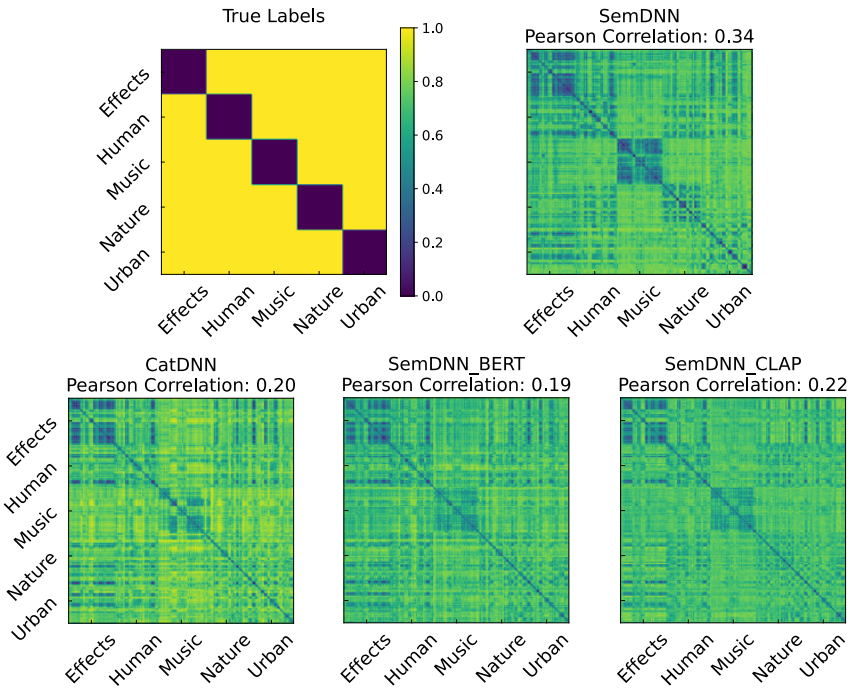 True Labels
Effects
Human
Music
Nature
Urban
Effects
Human
Music
Nature
Urban
1.0
0.8
0.6
0.4
0.2
0.0
SemDNN
Pearson Correlation: 0.34
Effects
Human
Music
Nature
Urban
CatDNN
Pearson Correlation: 0.20
Effects
Human
Music
Nature
Urban
Effects
Human
Music
Nature
Urban
SemDNN_BERT
Pearson Correlation: 0.19
Effects
Human
Music
Nature
Urban
SemDNN_CLAP
Pearson Correlation: 0.22
Effects
Human
Music
Nature
Urban